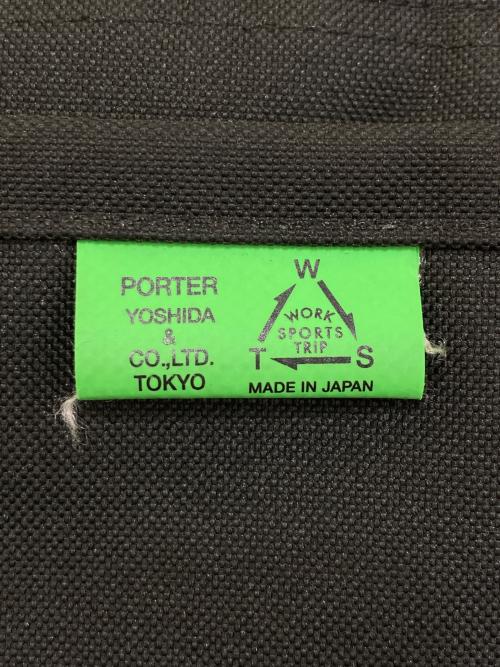 PORTER
YOSHIDA
&
CO.,LTD.
TOKYO
W
WORK
SPORTS
TRIP
T S
MADE IN JAPAN